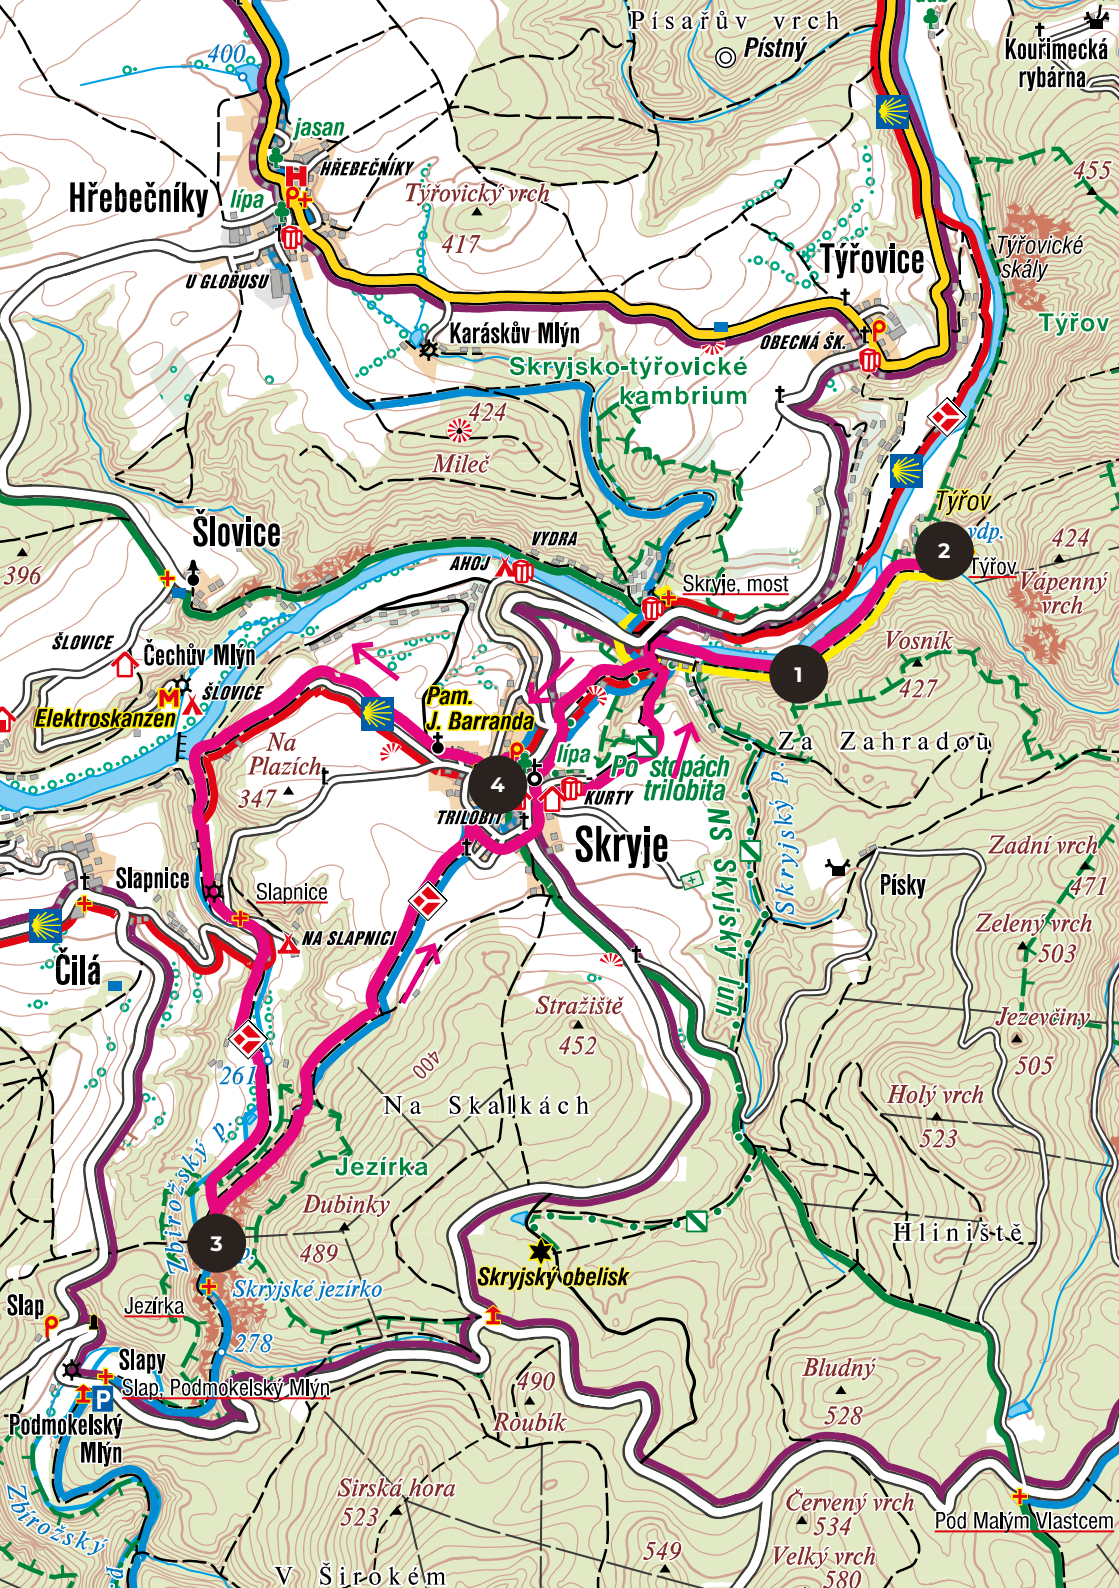 Písařův vrch
Pístný
Kouřimecká
rybárna
400
jasan
HŘEBEČNÍKY
Hřebečníky
lípa
Týřovický vrch
417
455
Týřovické
skály
Týřovice
U GLOBUSU
Karáskův Mlýn
OBECNÁ ŠK.
Týřov
Skryjsko-týřovické
kambrium
424
Mileč
Šlovice
VYDRA
AHOJ
Týřov
vdp.
424
396
Skryje, most
2
Týřov
Vápenný
vrch
ŠLOVICE
Čechův Mlýn
Vosník
427
1
ŠLOVICE
Elektroskanzen
M
Pam.
J. Barranda
Na
Plazích
347
Za Zahradou
lípa
Po stopách
trilobita
4
KURTY
TRILOBIT
Skryje
NS Skryjský luh
Skryjský p.
Zadní vrch
471
Slapnice
Slapnice
Písky
Zelený vrch
503
NA SLAPNICI
Čilá
Stražiště
452
Jezevčiny
505
400
261
Na Skalkách
Holý vrch
523
Zbirožský p.
Jezírka
Dubinky
489
Hliniště
3
p.
Skryjský obelisk
Skryjské jezírko
Slap
Jezírka
278
Slapy
Slap, Podmokelský Mlýn
P
Podmokelský
Mlýn
490
Roubík
Bludný
528
Sirská hora
523
Zbirožský
Červený vrch
534
Pod Malým Vlastcem
549
Velký vrch
580
V Širokém